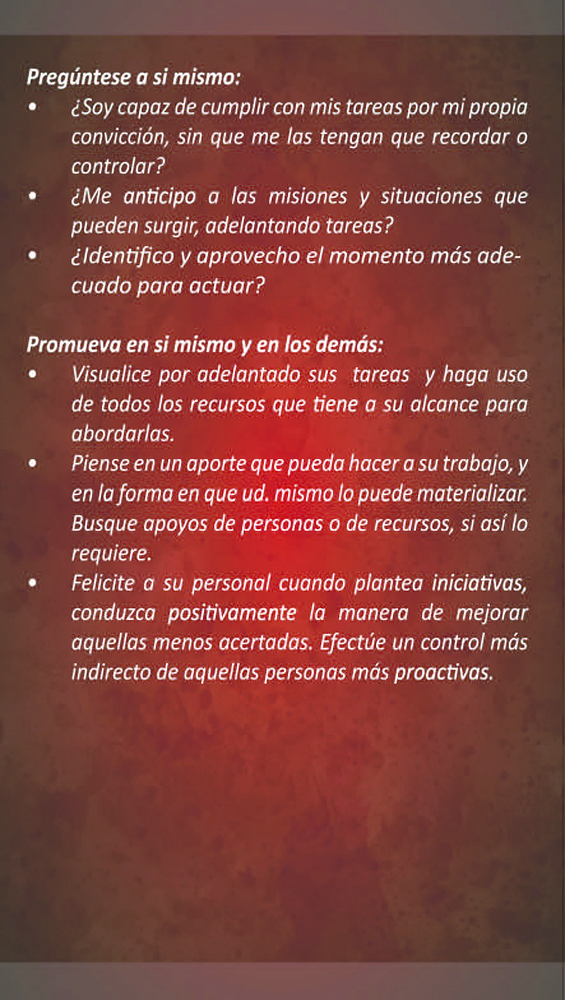 Pregúntese a si mismo:
• ¿Soy capaz de cumplir con mis tareas por mi propia
convicción, sin que me las tengan que recordar o
controlar?
• ¿Me anticipo a las misiones y situaciones que
pueden surgir, adelantando tareas?
• ¿Identifico y aprovecho el momento más ade-
cuado para actuar?
Promueva en si mismo y en los demás:
• Visualice por adelantado sus tareas y haga uso
de todos los recursos que tiene a su alcance para
abordarlas.
• Piense en un aporte que pueda hacer a su trabajo, y
en la forma en que ud. mismo lo puede materializar.
Busque apoyos de personas o de recursos, si así lo
requiere.
• Felicite a su personal cuando plantea iniciativas,
conduzca positivamente la manera de mejorar
aquellas menos acertadas. Efectúe un control más
indirecto de aquellas personas más proactivas.